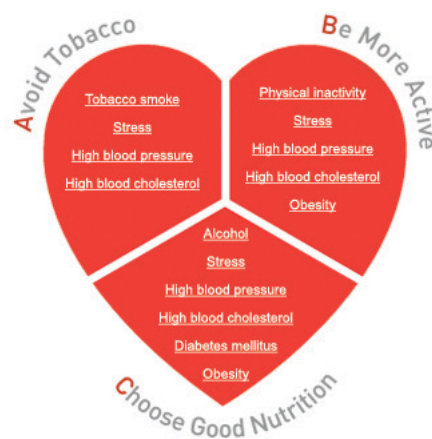 Avoid Tobacco
Tobacco smoke
Stress
High blood pressure
High blood cholesterol
Be More Active
Physical inactivity
Stress
High blood pressure
High blood cholesterol
Obesity
Alcohol
Stress
High blood pressure
High blood cholesterol
Diabetes mellitus
Obesity
Choose Good Nutrition